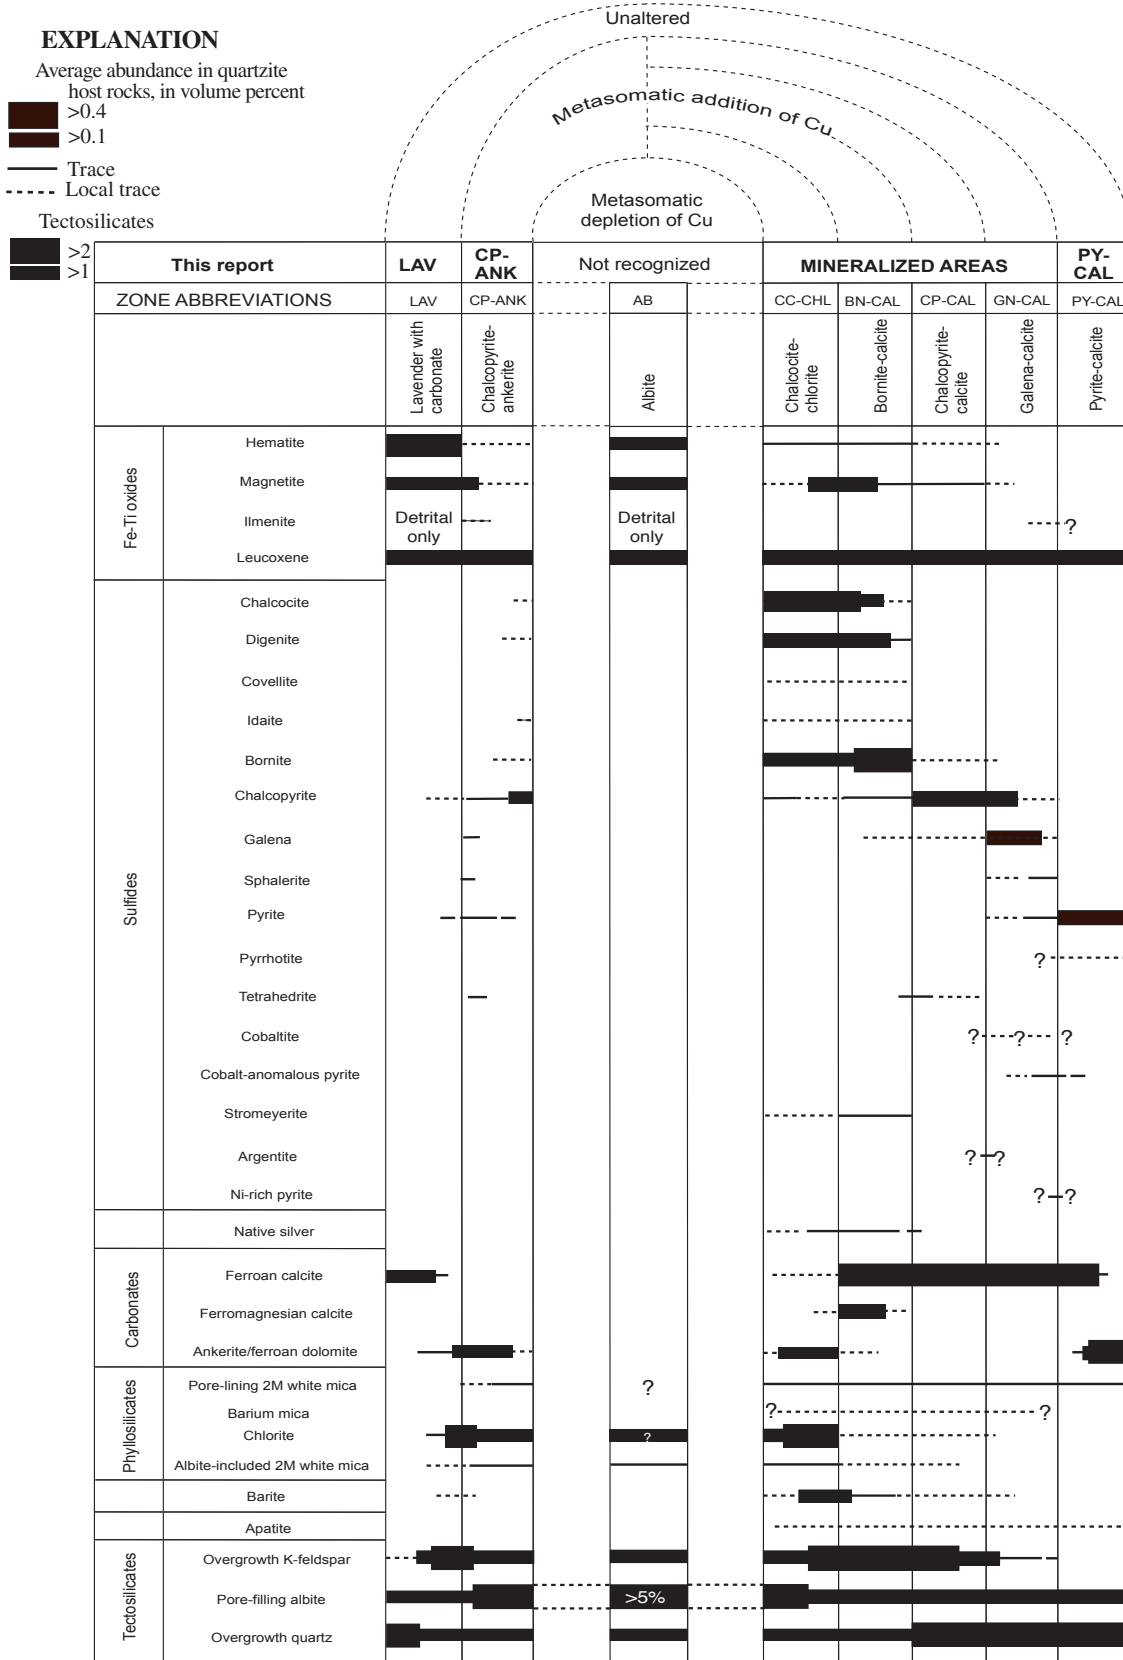 EXPLANATION
Average abundance in quartzite
host rocks, in volume percent
>0.4
>0.1
Trace
Local trace
Tectosilicates
>2
>1
Unaltered
Metasomatic addition of Cu
Metasomatic
depletion of Cu
This report
LAV
CP-
ANK
Not recognized
MINERALIZED AREAS
PY-
CAL
ZONE ABBREVIATIONS
LAV
CP-ANK
AB
CC-CHL
BN-CAL
CP-CAL
GN-CAL
PY-CAL
Lavender with
carbonate
Chalcopyrite-
ankerite
Albite
Chalcocite-
chlorite
Bornite-calcite
Chalcopyrite-
calcite
Galena-calcite
Pyrite-calcite
Fe-Ti oxides
Hematite
Magnetite
Ilmenite
Detrital
only
Detrital
only
?
Leucoxene
Sulfides
Chalcocite
Digenite
Covellite
Idaite
Bornite
Chalcopyrite
Galena
Sphalerite
Pyrite
Pyrrhotite
?
Tetrahedrite
Cobaltite
? ? ?
Cobalt-anomalous pyrite
Stromeyerite
Argentite
? ?
Ni-rich pyrite
? ?
Native silver
Carbonates
Ferroan calcite
Ferromagnesian calcite
Ankerite/ferroan dolomite
Phyllosilicates
Pore-lining 2M white mica
?
Barium mica
? ?
Chlorite
?
Albite-included 2M white mica
Barite
Apatite
Tectosilicates
Overgrowth K-feldspar
Pore-filling albite
>5%
Overgrowth quartz